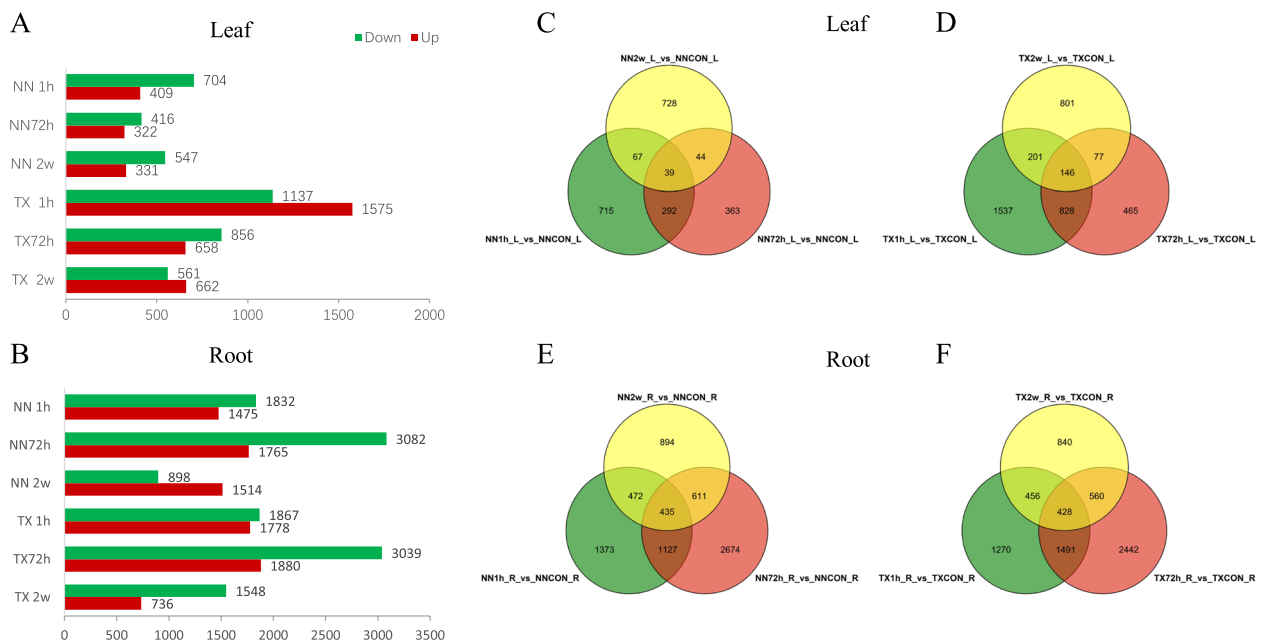 A
Leaf
Down Up
NN 1h 704 409
NN72h 416 322
NN 2w 547 331
TX 1h 1137 1575
TX72h 856 658
TX 2w 561 662
0 500 1000 1500 2000
B
Root
NN 1h 1832 1475
NN72h 3082 1765
NN 2w 898 1514
TX 1h 1867 1778
TX72h 3039 1880
TX 2w 1548 736
0 500 1000 1500 2000 2500 3000 3500
C
Leaf
NN2w_L_vs_NNCON_L
728
67 44
39
715 292 363
NN1h_L_vs_NNCON_L NN72h_L_vs_NNCON_L
D
TX2w_L_vs_TXCON_L
801
201 77
146
1537 828 465
TX1h_L_vs_TXCON_L TX72h_L_vs_TXCON_L
E
Root
NN2w_R_vs_NNCON_R
894
472 611
435
1373 1127 2674
NN1h_R_vs_NNCON_R NN72h_R_vs_NNCON_R
F
TX2w_R_vs_TXCON_R
840
456 560
428
1270 1491 2442
TX1h_R_vs_TXCON_R TX72h_R_vs_TXCON_R